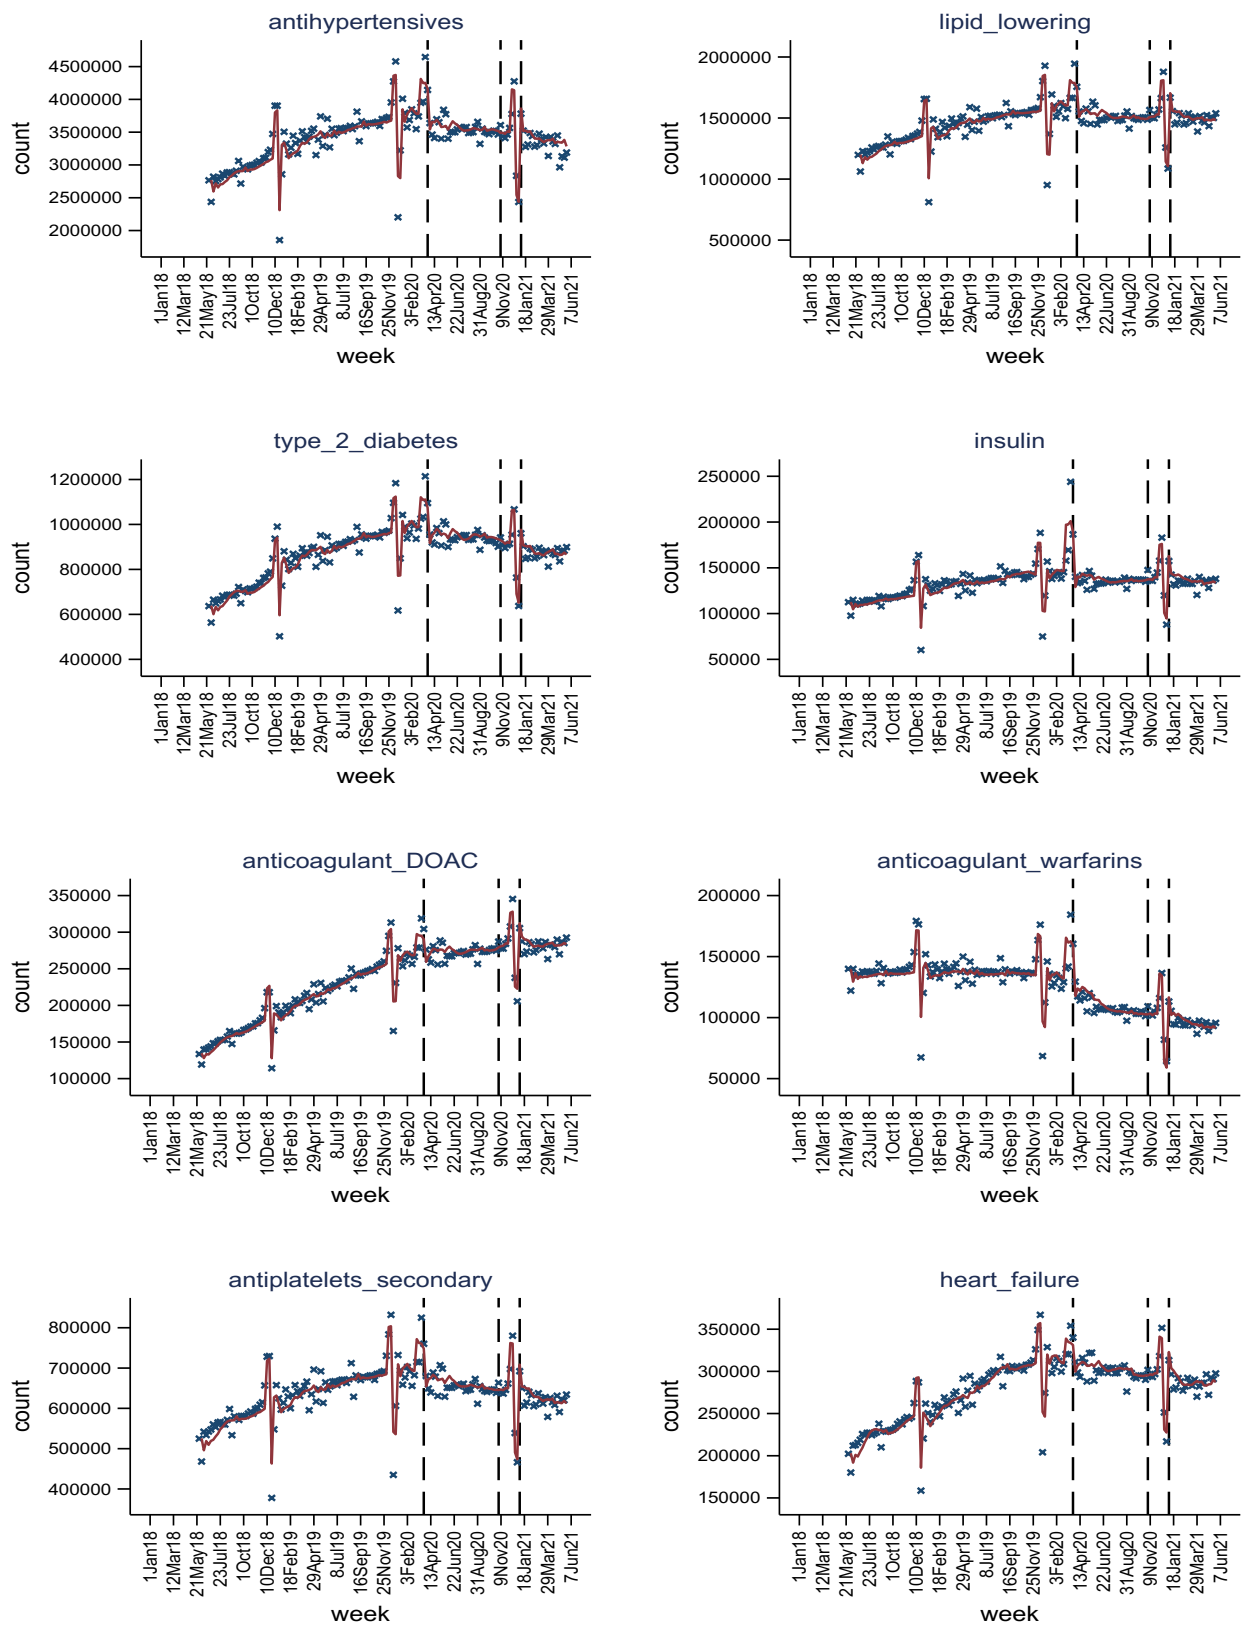 antihypertensives
4500000
4000000
3500000
3000000
2500000
2000000
count
1Jan18
12Mar18
21May18
23Jul18
1Oct18
10Dec18
18Feb19
29Apr19
8Jul19
16Sep19
25Nov19
3Feb20
13Apr20
22Jun20
31Aug20
9Nov20
18Jan21
29Mar21
7Jun21
week
lipid_lowering
2000000
1500000
1000000
500000
count
1Jan18
12Mar18
21May18
23Jul18
1Oct18
10Dec18
18Feb19
29Apr19
8Jul19
16Sep19
25Nov19
3Feb20
13Apr20
22Jun20
31Aug20
9Nov20
18Jan21
29Mar21
7Jun21
week
type_2_diabetes
1200000
1000000
800000
600000
400000
count
1Jan18
12Mar18
21May18
23Jul18
1Oct18
10Dec18
18Feb19
29Apr19
8Jul19
16Sep19
25Nov19
3Feb20
13Apr20
22Jun20
31Aug20
9Nov20
18Jan21
29Mar21
7Jun21
week
insulin
250000
200000
150000
100000
50000
count
1Jan18
12Mar18
21May18
23Jul18
1Oct18
10Dec18
18Feb19
29Apr19
8Jul19
16Sep19
25Nov19
3Feb20
13Apr20
22Jun20
31Aug20
9Nov20
18Jan21
29Mar21
7Jun21
week
anticoagulant_DOAC
350000
300000
250000
200000
150000
100000
count
1Jan18
12Mar18
21May18
23Jul18
1Oct18
10Dec18
18Feb19
29Apr19
8Jul19
16Sep19
25Nov19
3Feb20
13Apr20
22Jun20
31Aug20
9Nov20
18Jan21
29Mar21
7Jun21
week
anticoagulant_warfarins
200000
150000
100000
50000
count
1Jan18
12Mar18
21May18
23Jul18
1Oct18
10Dec18
18Feb19
29Apr19
8Jul19
16Sep19
25Nov19
3Feb20
13Apr20
22Jun20
31Aug20
9Nov20
18Jan21
29Mar21
7Jun21
week
antiplatelets_secondary
800000
700000
600000
500000
400000
count
1Jan18
12Mar18
21May18
23Jul18
1Oct18
10Dec18
18Feb19
29Apr19
8Jul19
16Sep19
25Nov19
3Feb20
13Apr20
22Jun20
31Aug20
9Nov20
18Jan21
29Mar21
7Jun21
week
heart_failure
350000
300000
250000
200000
150000
count
1Jan18
12Mar18
21May18
23Jul18
1Oct18
10Dec18
18Feb19
29Apr19
8Jul19
16Sep19
25Nov19
3Feb20
13Apr20
22Jun20
31Aug20
9Nov20
18Jan21
29Mar21
7Jun21
week